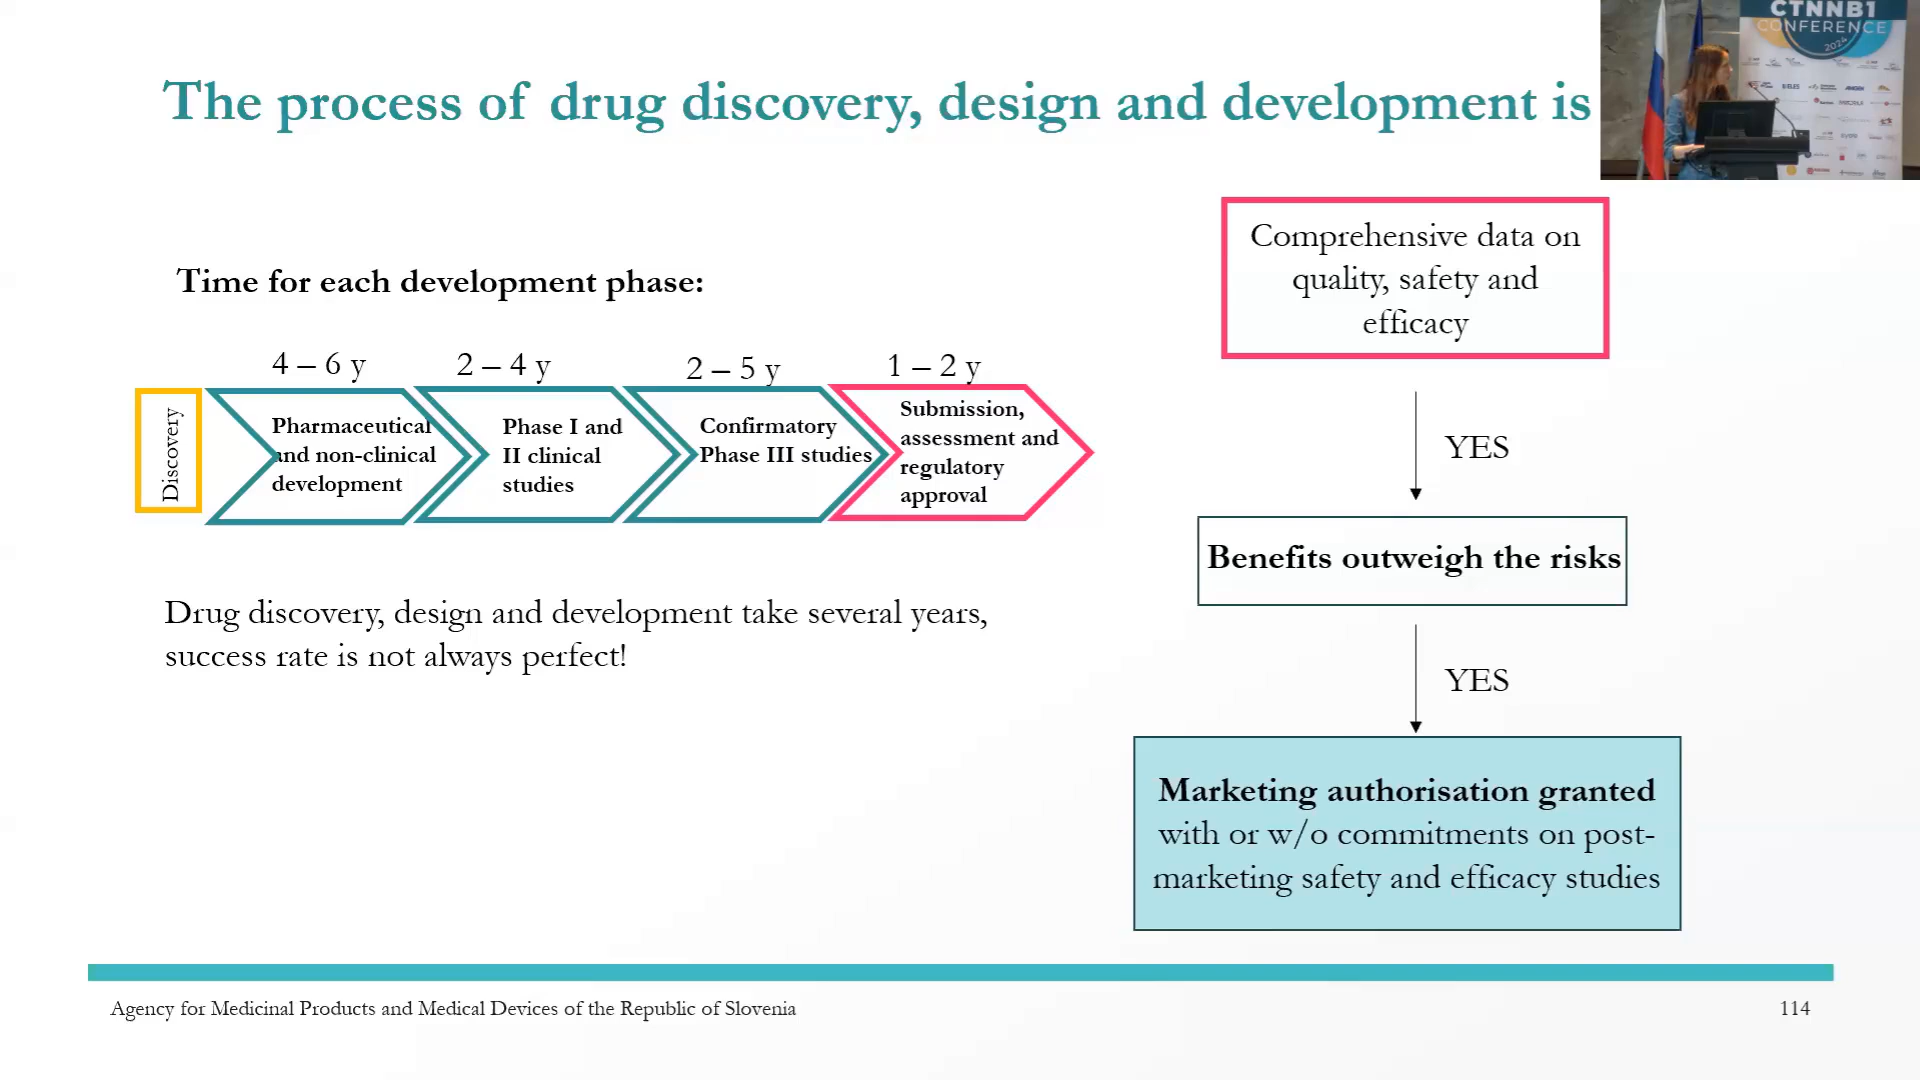 The process of drug discovery, design and development is
CTNNB1
CONFERENCE
2024
Time for each development phase:
4 – 6 y
2 – 4 y
2 – 5 y
1 – 2 y
Discovery
Pharmaceutical
and non-clinical
development
Phase I and
II clinical
studies
Confirmatory
Phase III studies
Submission,
assessment and
regulatory
approval
Drug discovery, design and development take several years,
success rate is not always perfect!
Comprehensive data on
quality, safety and
efficacy
YES
Benefits outweigh the risks
YES
Marketing authorisation granted
with or w/o commitments on post-
marketing safety and efficacy studies
Agency for Medicinal Products and Medical Devices of the Republic of Slovenia
114